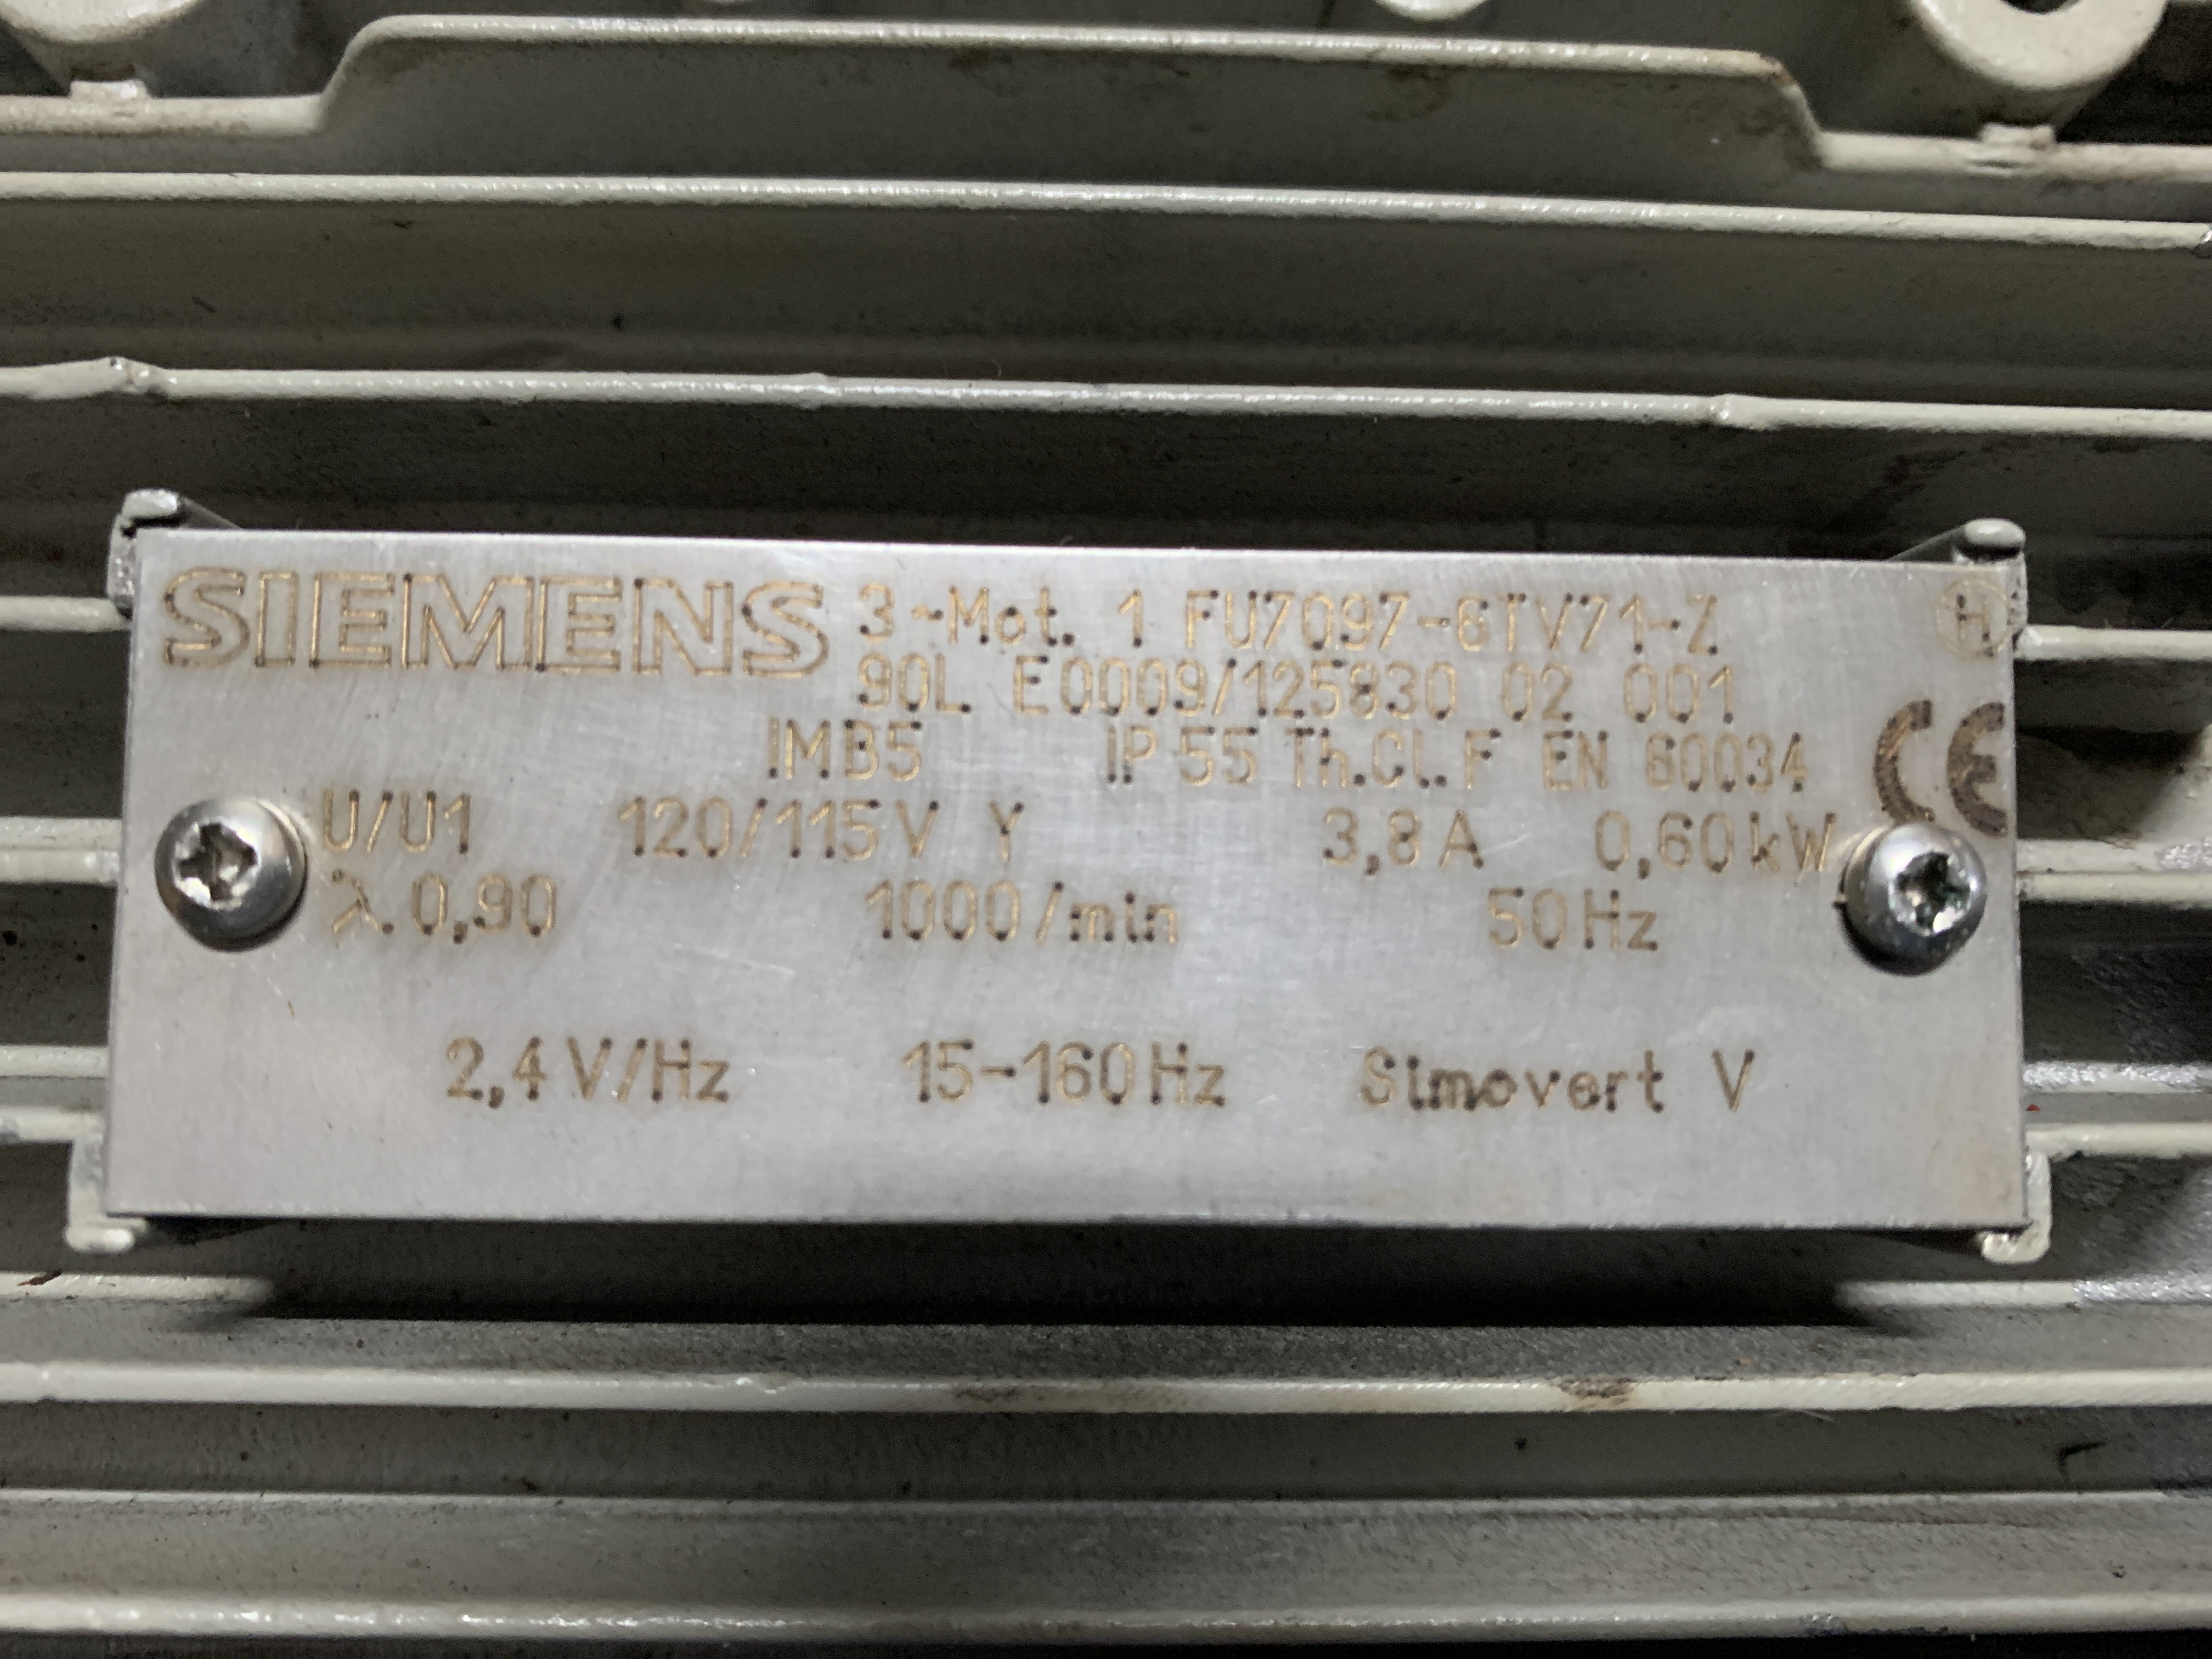 SIEMENS 3~Mot. 1 FU7097-6TV71-Z H
90L E0009/125830 02 001
IMB5 IP 55 Th.Cl. F EN 60034 CE
U/U1 120/115 V Y 3,8 A 0,60 kW
λ 0,90 1000/min 50 Hz
2,4 V/Hz 15-160 Hz Simovert V